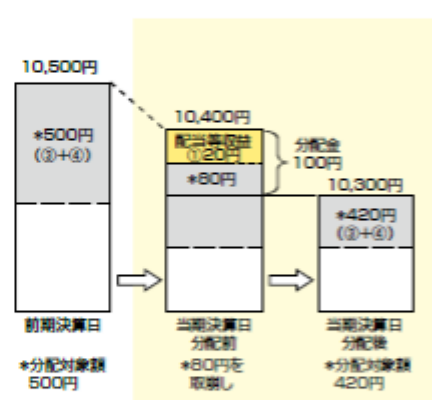 10,500円
*500円
(③+④)
前期決算日
*分配対象額
500円
10,400円
配当等収益
①20円
*80円
分配金
100円
当期決算日
分配前
*80円を
取崩し
10,300円
*420円
(③+④)
当期決算日
分配後
*分配対象額
420円